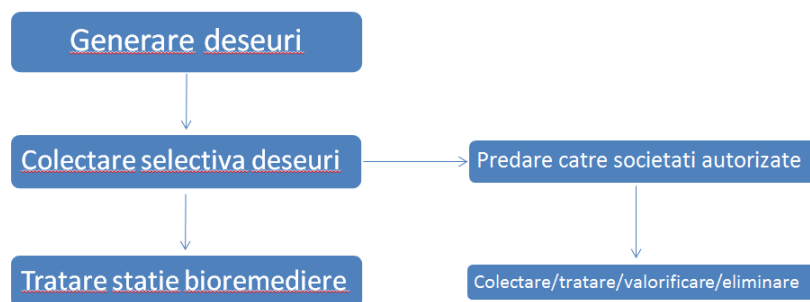 Generare deseuri
Colectare selectiva deseuri
Predare catre societati autorizate
Tratare statie bioremediere
Colectare/tratare/valorificare/eliminare